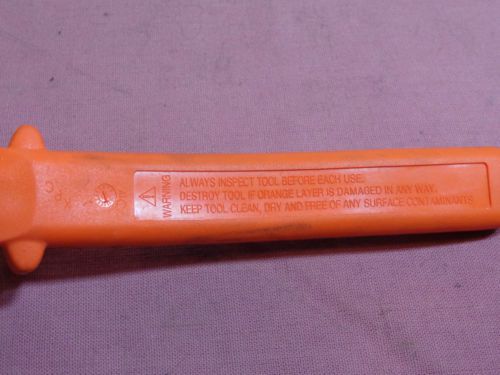 WARNING
ALWAYS INSPECT TOOL BEFORE EACH USE.
DESTROY TOOL IF ORANGE LAYER IS DAMAGED IN ANY WAY.
KEEP TOOL CLEAN, DRY AND FREE OF ANY SURFACE CONTAMINANTS